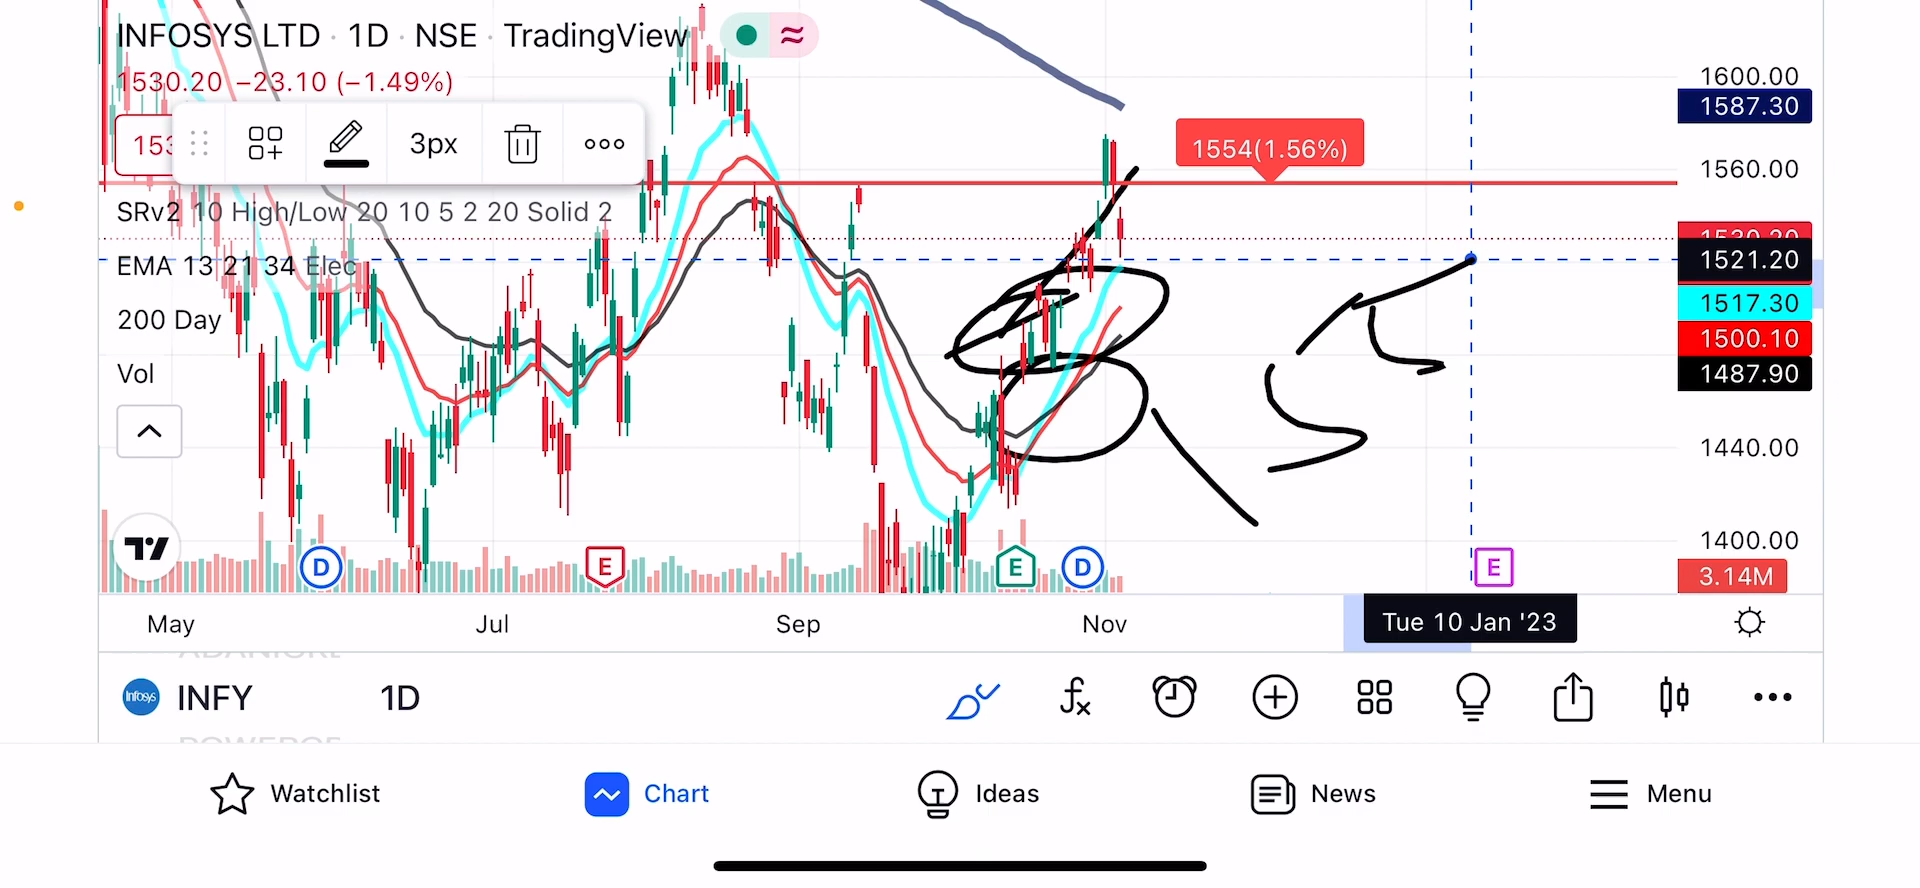 INFOSYS LTD · 1D · NSE · TradingView
1530.20 −23.10 (−1.49%)
153
3px
SRv2 10 High/Low 20 10 5 2 20 Solid 2
EMA 13 21 34 Elec
200 Day
Vol
1554(1.56%)
1600.00
1587.30
1560.00
1530.20
1521.20
1517.30
1500.10
1487.90
1440.00
1400.00
3.14M
D
E
E
D
E
May
Jul
Sep
Nov
Tue 10 Jan '23
Infosys
INFY
1D
Watchlist
Chart
Ideas
News
Menu